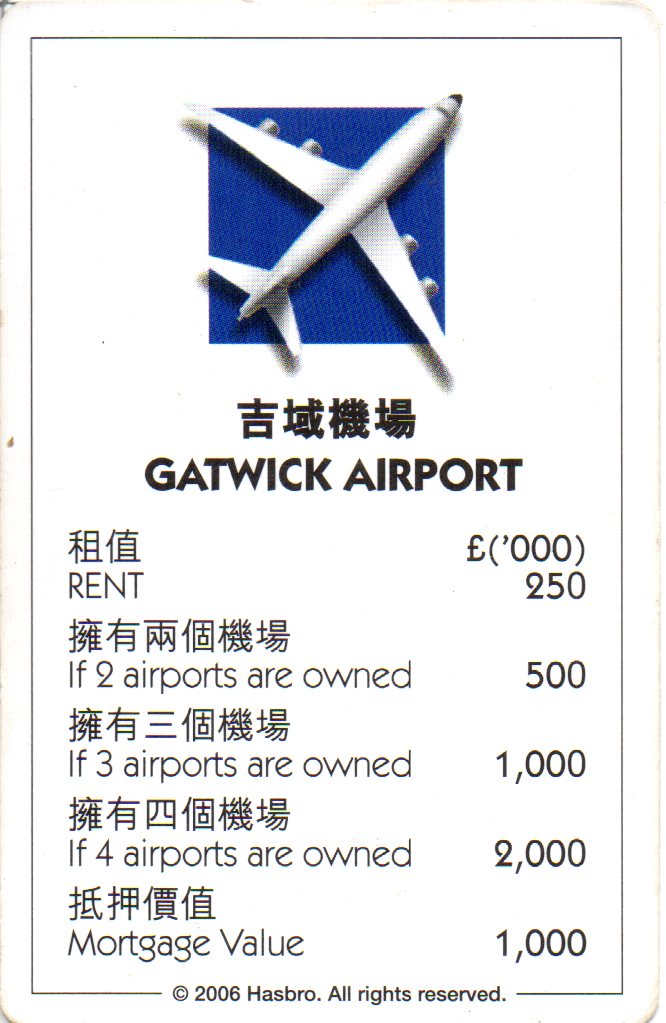 吉域機場
GATWICK AIRPORT
租值 £('000)
RENT 250
擁有兩個機場
If 2 airports are owned 500
擁有三個機場
If 3 airports are owned 1,000
擁有四個機場
If 4 airports are owned 2,000
抵押價值
Mortgage Value 1,000
© 2006 Hasbro. All rights reserved.